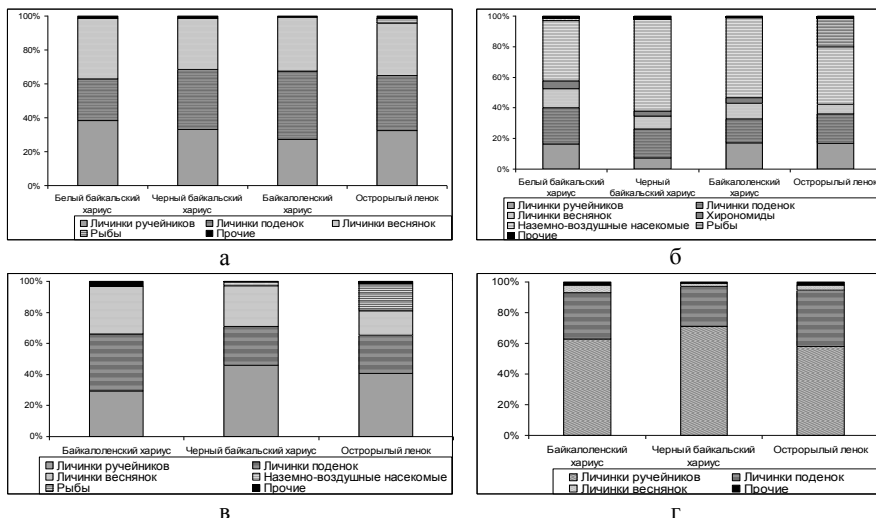 100%
80%
60%
40%
20%
0%
Белый байкальский хариус
Черный байкальский хариус
Байкалоленский хариус
Острорылый ленок
Личинки ручейников
Личинки поденок
Личинки веснянок
Рыбы
Прочие
а
100%
80%
60%
40%
20%
0%
Белый байкальский хариус
Черный байкальский хариус
Байкалоленский хариус
Острорылый ленок
Личинки ручейников
Личинки поденок
Личинки веснянок
Хирономиды
Наземно-воздушные насекомые
Рыбы
Прочие
б
100%
80%
60%
40%
20%
0%
Байкалоленский хариус
Черный байкальский хариус
Острорылый ленок
Личинки ручейников
Личинки поденок
Личинки веснянок
Наземно-воздушные насекомые
Рыбы
Прочие
в
100%
80%
60%
40%
20%
0%
Байкалоленский хариус
Черный байкальский хариус
Острорылый ленок
Личинки ручейников
Личинки поденок
Личинки веснянок
Прочие
г